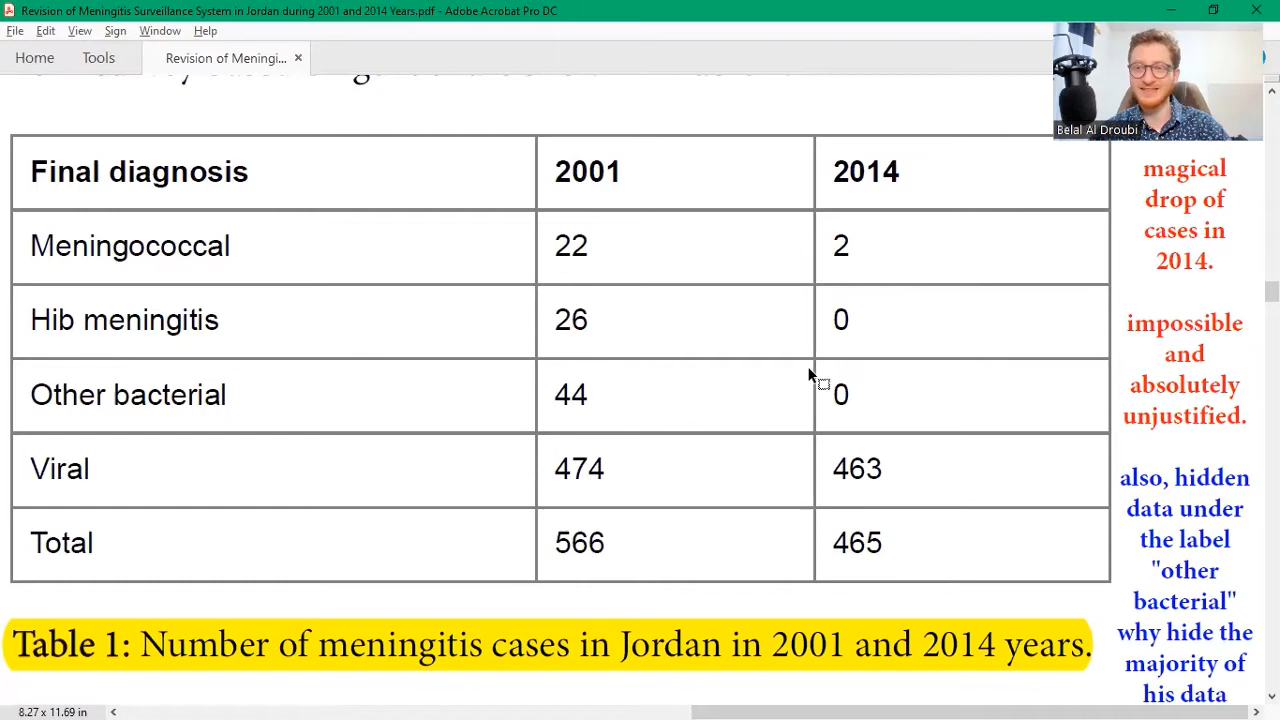 Revision of Meningitis Surveillance System in Jordan during 2001 and 2014 Years.pdf - Adobe Acrobat Pro DC
File Edit View Sign Window Help
Home Tools Revision of Meningi... ×
Belal Al Droubi
Final diagnosis 2001 2014
Meningococcal 22 2
Hib meningitis 26 0
Other bacterial 44 0
Viral 474 463
Total 566 465
Table 1: Number of meningitis cases in Jordan in 2001 and 2014 years.
magical
drop of
cases in
2014.
impossible
and
absolutely
unjustified.
also, hidden
data under
the label
"other
bacterial"
why hide the
majority of
his data
8.27 x 11.69 in